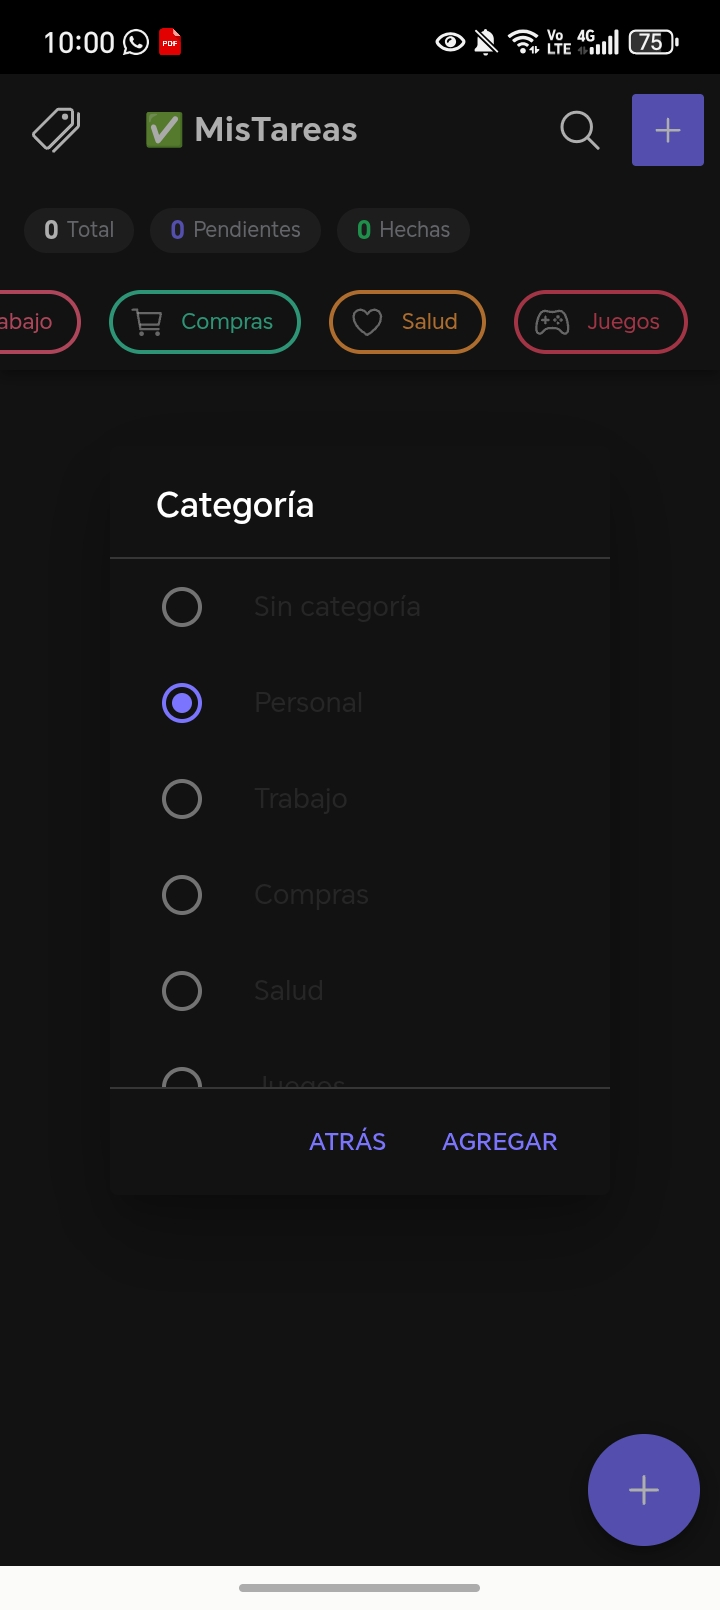 10:00 PDF Vo LTE 4G 75
MisTareas
0 Total 0 Pendientes 0 Hechas
abajo Compras Salud Juegos
Categoría
Sin categoría
Personal
Trabajo
Compras
Salud
Juegos
ATRÁS AGREGAR